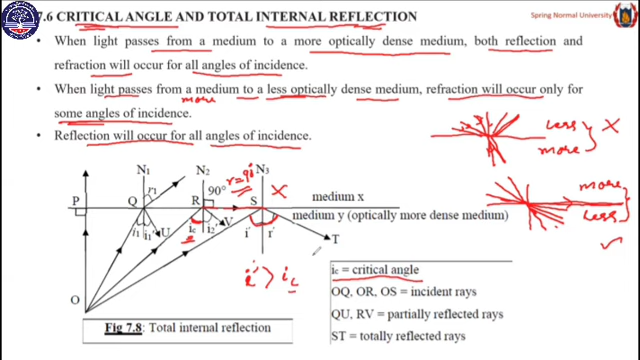 7.6 CRITICAL ANGLE AND TOTAL INTERNAL REFLECTION
Spring Normal University
• When light passes from a medium to a more optically dense medium, both reflection and
refraction will occur for all angles of incidence.
• When light passes from a medium to a less optically dense medium, refraction will occur only for
more
some angles of incidence.
• Reflection will occur for all angles of incidence.
less
more
X
more
less
N1 N2 N3
r=90°
90°
X
r1
P Q R S
medium x
medium y (optically more dense medium)
i1 i1' U ic i2' V i r' T
O
i > ic
ic = critical angle
OQ, OR, OS = incident rays
QU, RV = partially reflected rays
ST = totally reflected rays
Fig 7.8: Total internal reflection